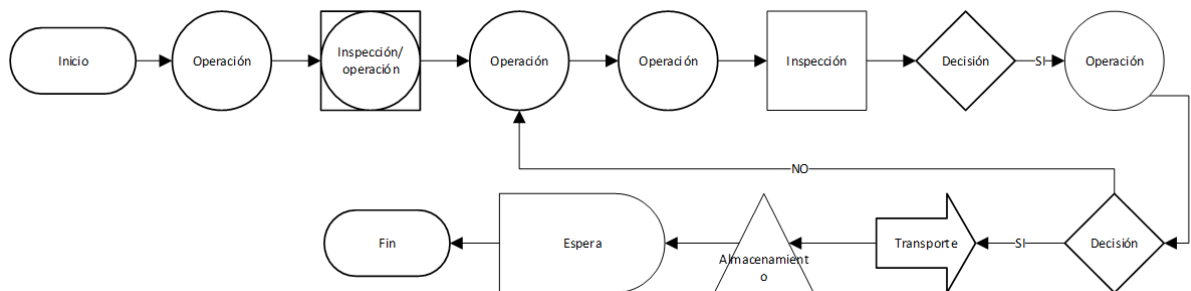 Inicio
Operación
Inspección/
operación
Operación
Operación
Inspección
Decisión
SI
Operación
NO
Fin
Espera
Almacenamient
o
Transporte
SI
Decisión